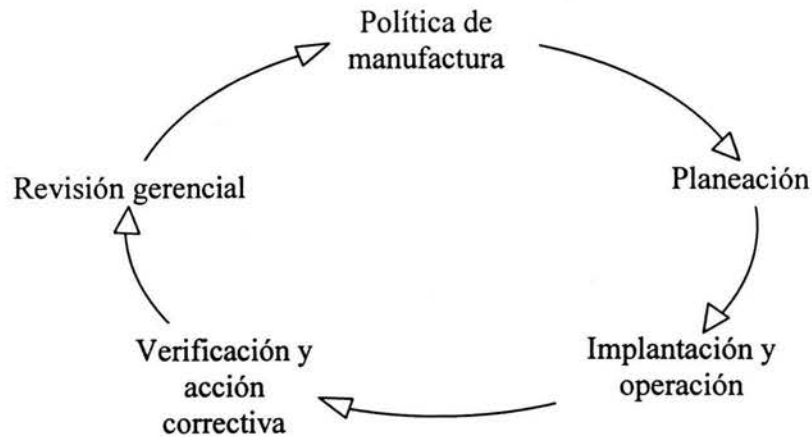 Política de
manufactura
Planeación
Implantación y
operación
Verificación y
acción
correctiva
Revisión gerencial